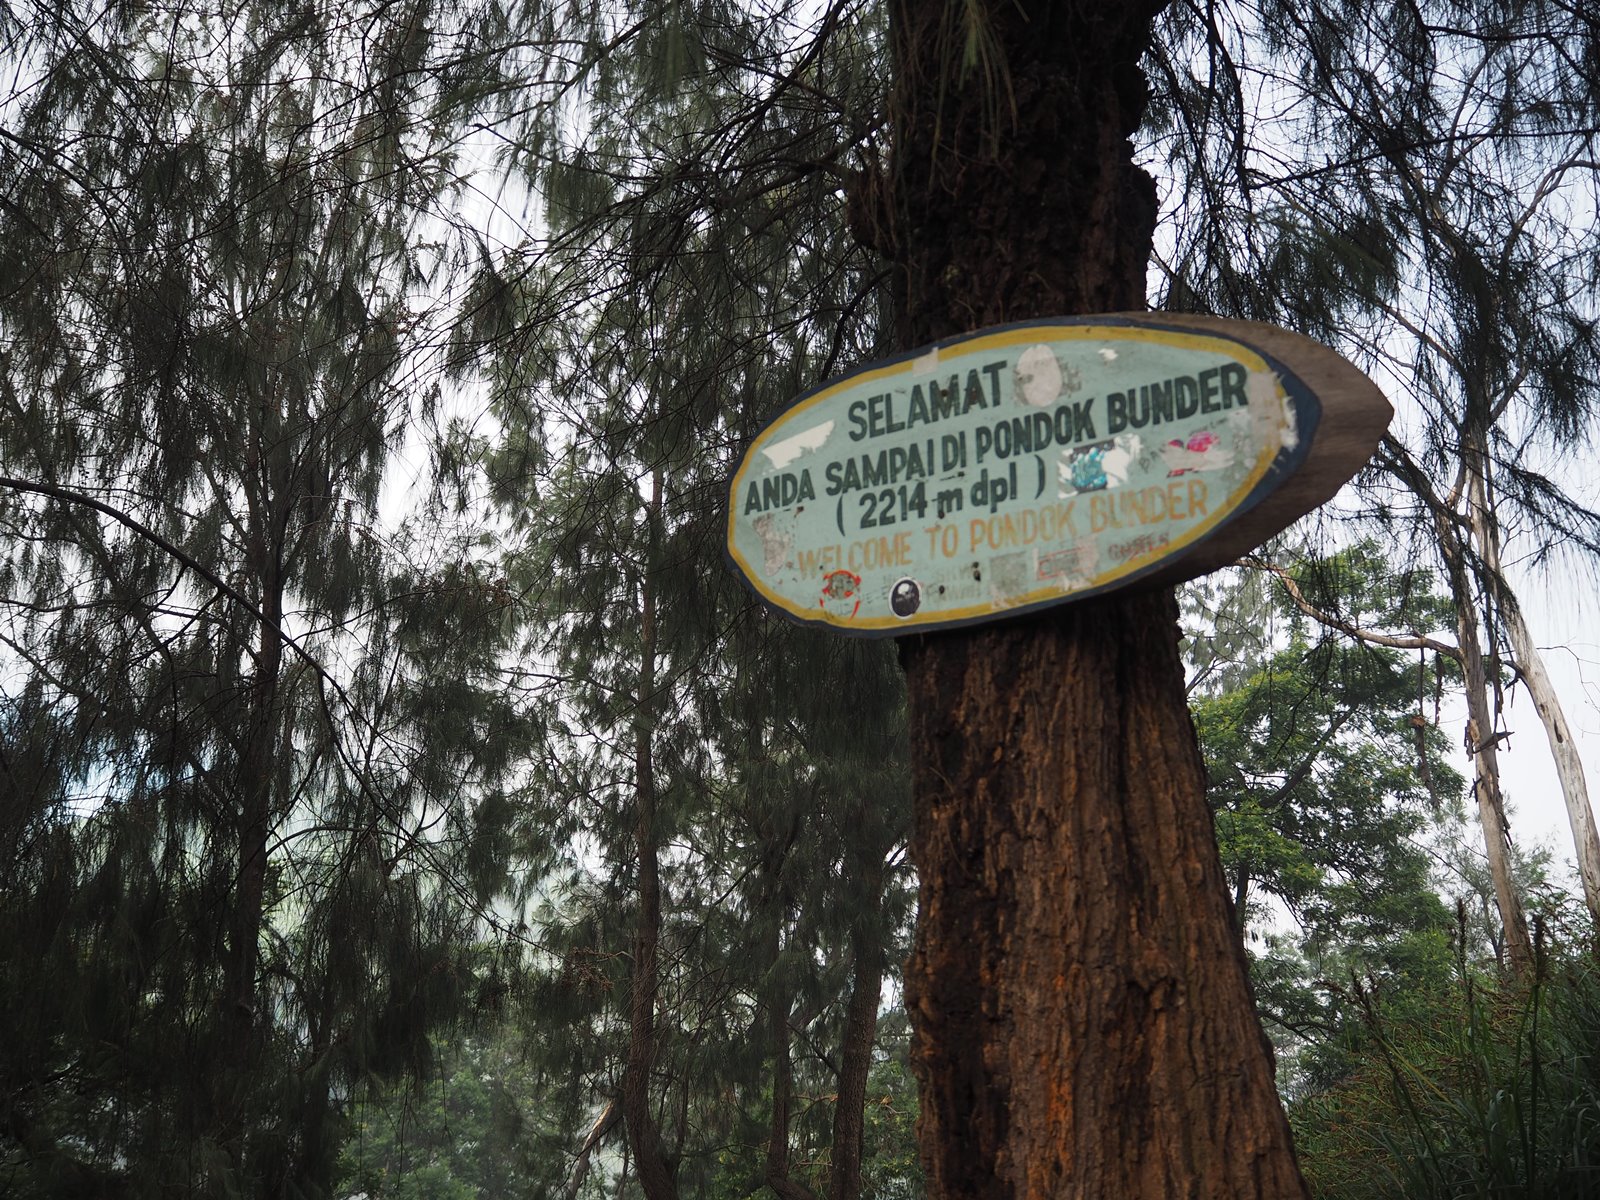 SELAMAT
ANDA SAMPAI DI PONDOK BUNDER
( 2214 m dpl )
WELCOME TO PONDOK BUNDER